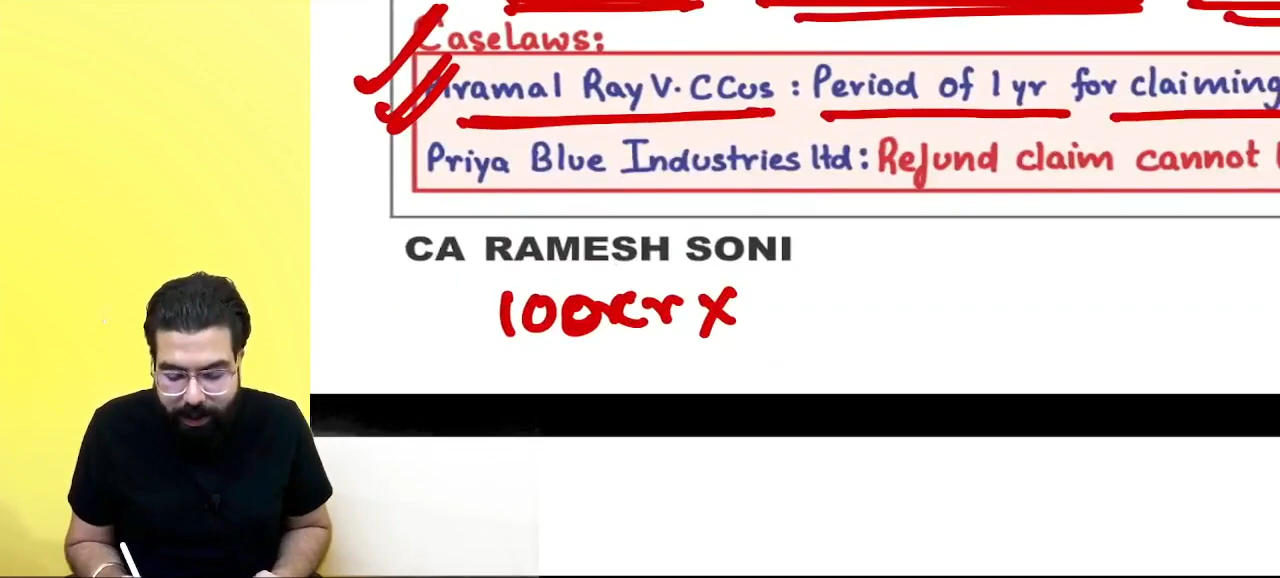 Caselaws:
Piramal Ray V. CCus : Period of 1 yr for claiming
Priya Blue Industries ltd: Refund claim cannot
CA RAMESH SONI
100cr X